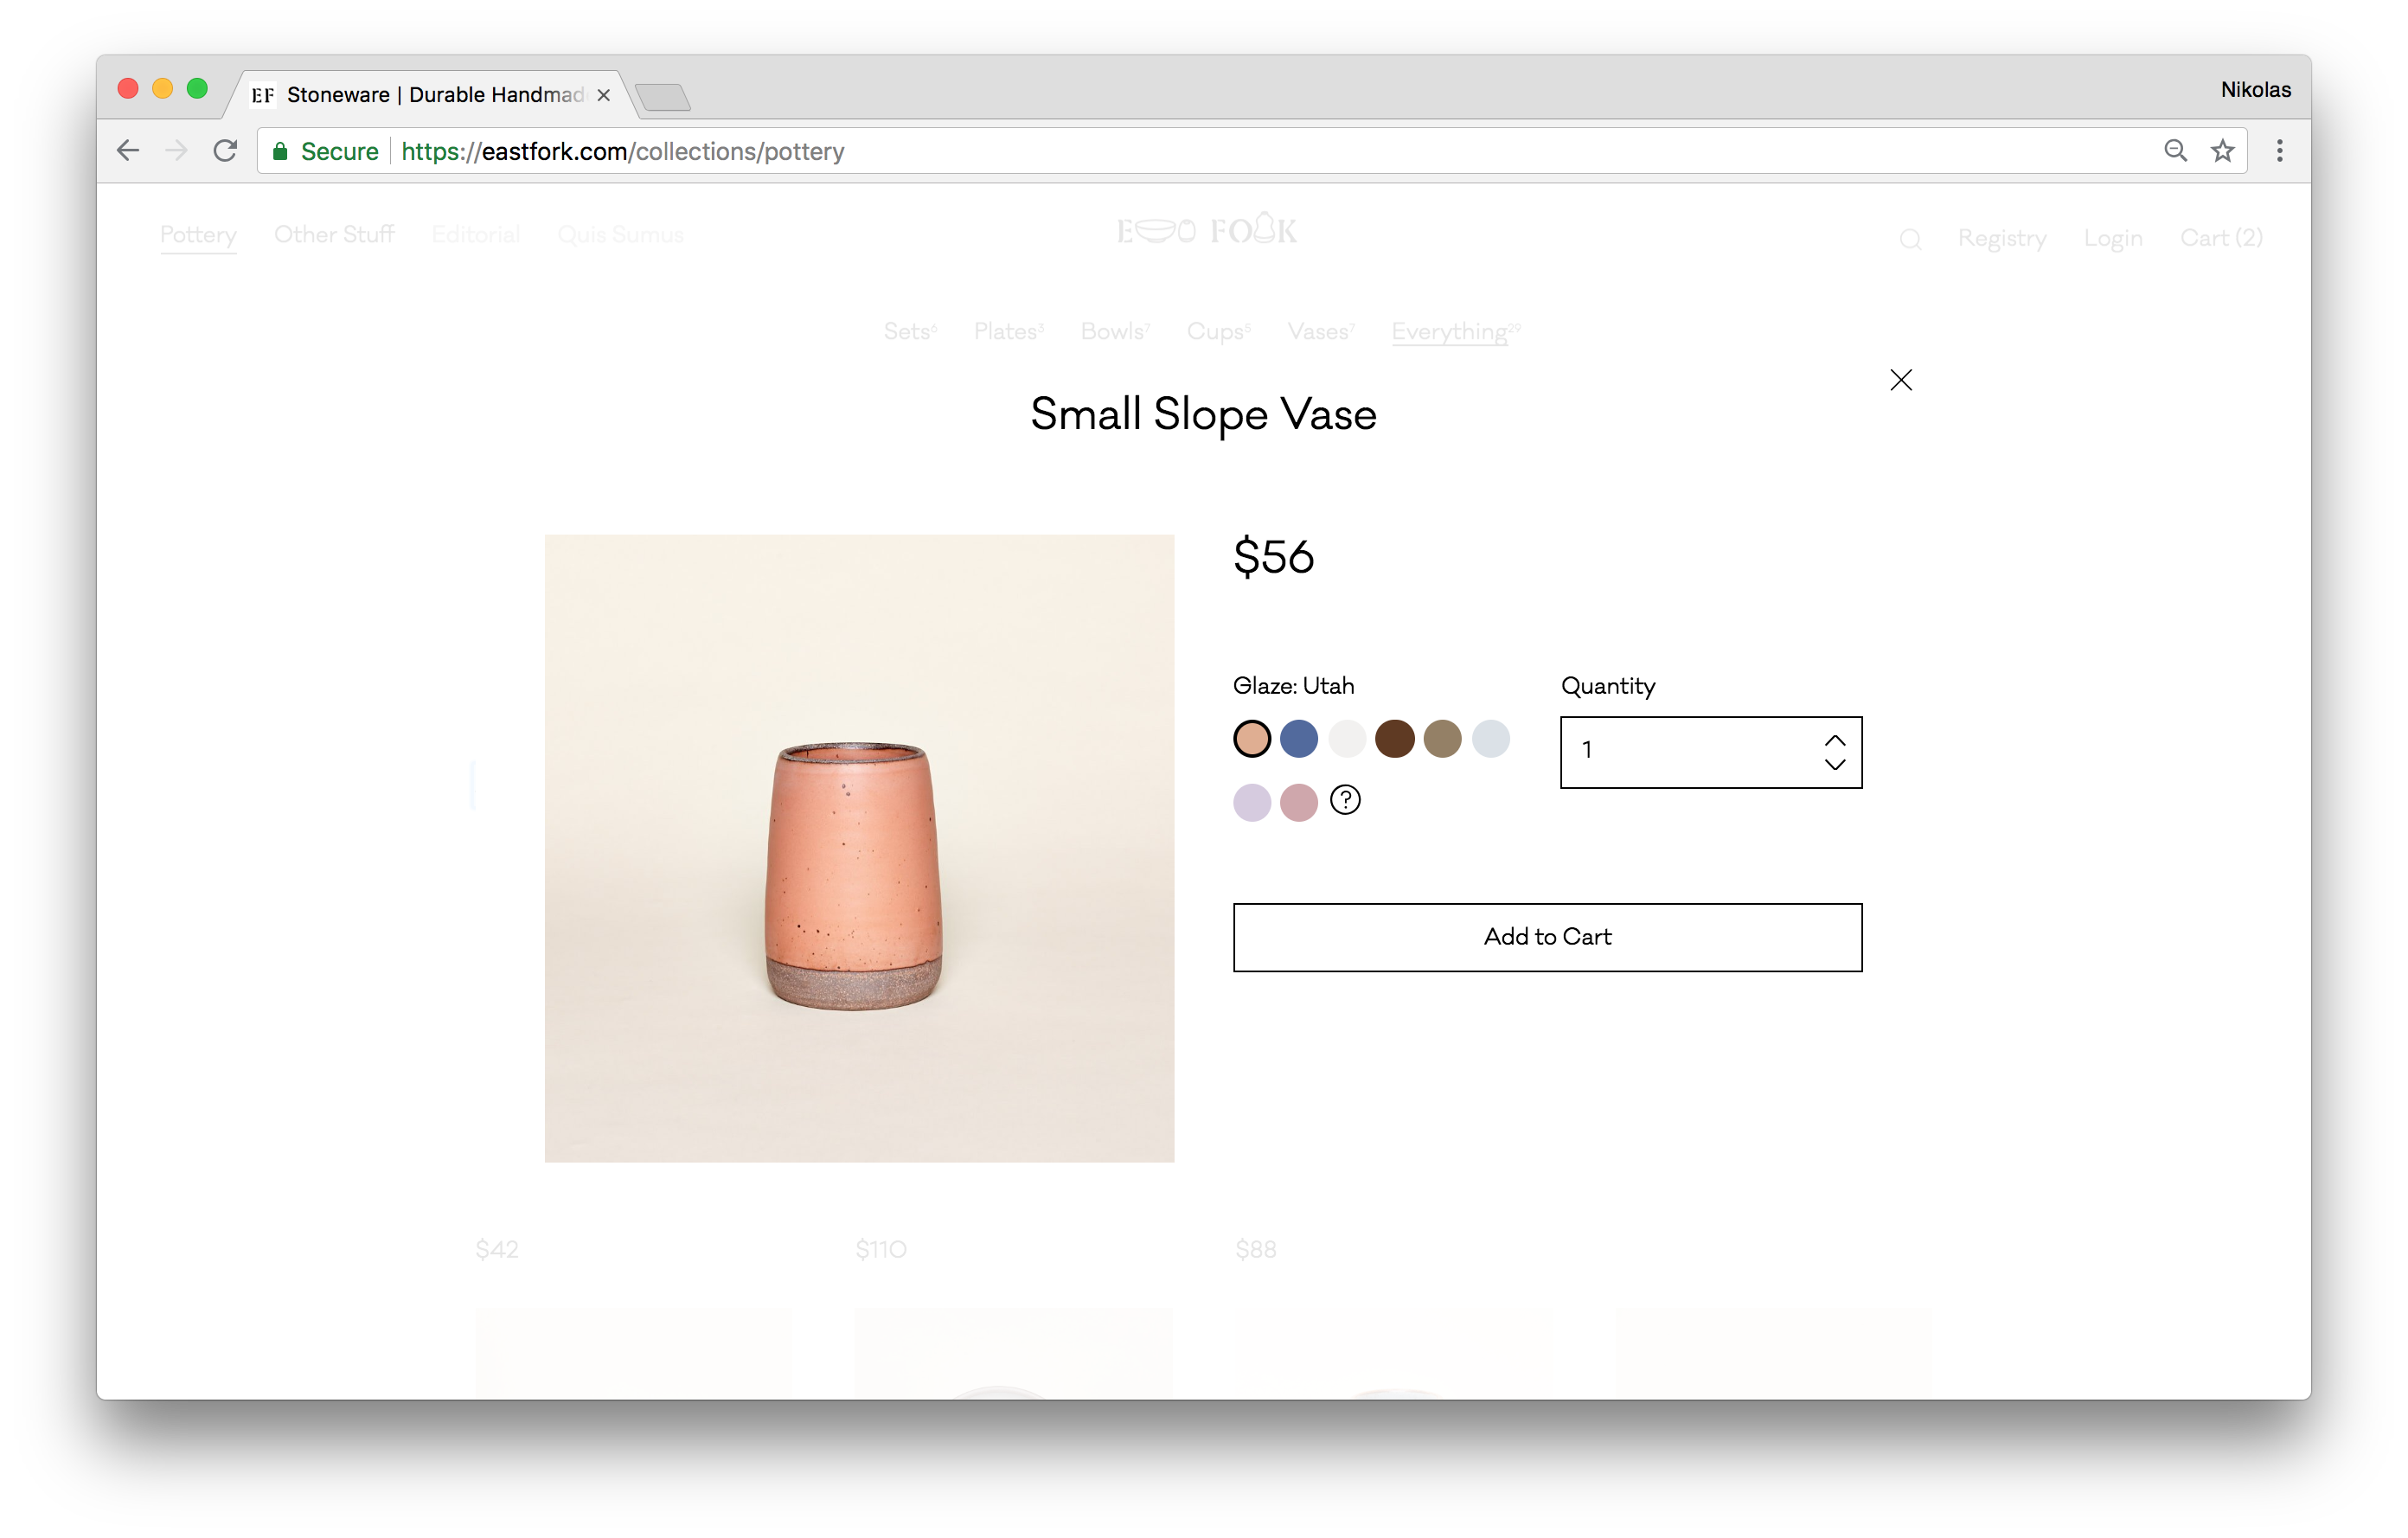 EF Stoneware | Durable Handmad
Nikolas
Secure https://eastfork.com/collections/pottery
Pottery Other Stuff Editorial Quis Sumus
E FO K
Registry Login Cart (2)
Sets6 Plates3 Bowls7 Cups5 Vases7 Everything29
Small Slope Vase
$56
Glaze: Utah
?
Quantity
1
Add to Cart
$42 $110 $88